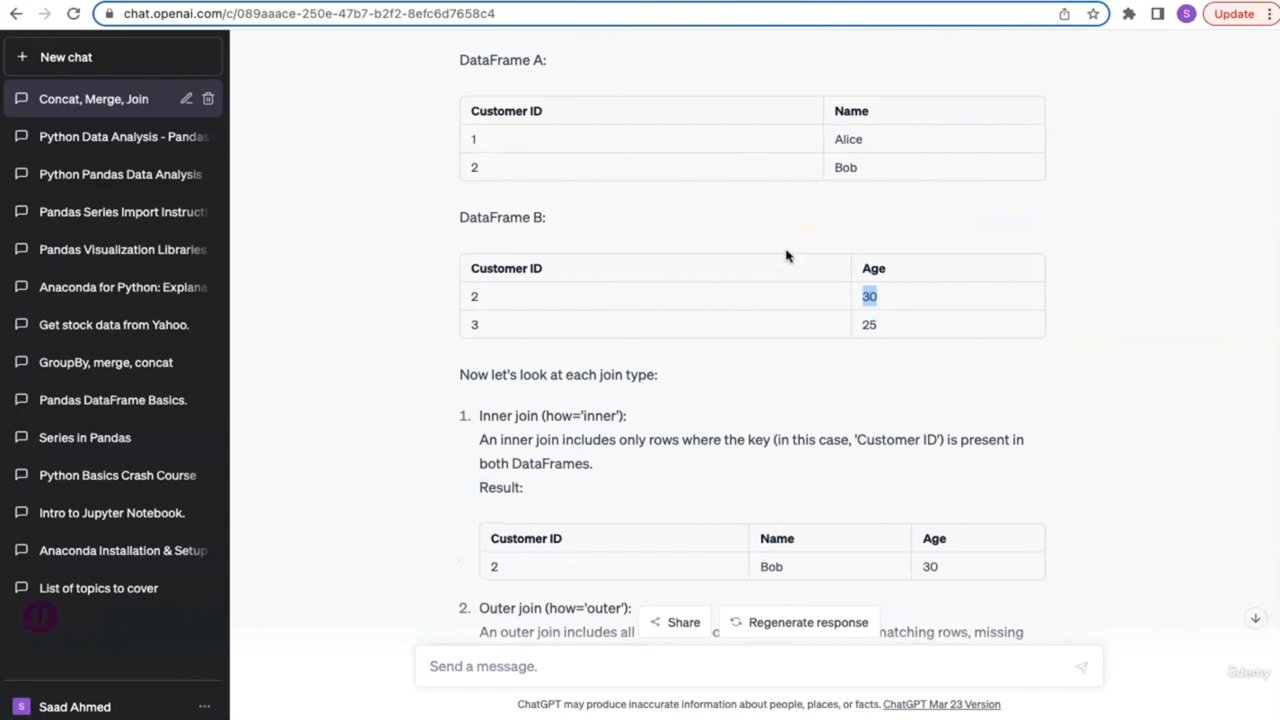 chat.openai.com/c/089aaace-250e-47b7-b2f2-8efc6d7658c4
S
Update
New chat
Concat, Merge, Join
Python Data Analysis - Pandas
Python Pandas Data Analysis
Pandas Series Import Instructi
Pandas Visualization Libraries
Anaconda for Python: Explana
Get stock data from Yahoo.
GroupBy, merge, concat
Pandas DataFrame Basics.
Series in Pandas
Python Basics Crash Course
Intro to Jupyter Notebook.
Anaconda Installation & Setup
List of topics to cover
S Saad Ahmed
DataFrame A:
Customer ID Name
1 Alice
2 Bob
DataFrame B:
Customer ID Age
2 30
3 25
Now let's look at each join type:
1. Inner join (how='inner'):
An inner join includes only rows where the key (in this case, 'Customer ID') is present in
both DataFrames.
Result:
Customer ID Name Age
2 Bob 30
2. Outer join (how='outer'):
An outer join includes all matching rows, missing
Share Regenerate response
Send a message.
ChatGPT may produce inaccurate information about people, places, or facts. ChatGPT Mar 23 Version
ûdemy